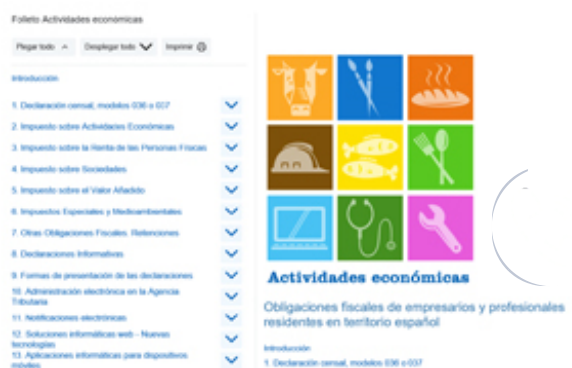 Folleto Actividades económicas
Plegar todo
Desplegar todo
Imprimir
Introducción
1. Declaración censal, modelos 036 o 037
2. Impuesto sobre Actividades Económicas
3. Impuesto sobre la Renta de las Personas Físicas
4. Impuesto sobre Sociedades
5. Impuesto sobre el Valor Añadido
6. Impuestos Especiales y Medioambientales
7. Otras Obligaciones Fiscales. Retenciones
8. Declaraciones Informativas
9. Formas de presentación de las declaraciones
10. Administración electrónica en la Agencia
Tributaria
11. Notificaciones electrónicas
12. Soluciones informáticas web - Nuevas
tecnologías
13. Aplicaciones informáticas para dispositivos
móviles
Actividades económicas
Obligaciones fiscales de empresarios y profesionales
residentes en territorio español
Introducción
1. Declaración censal, modelos 036 o 037